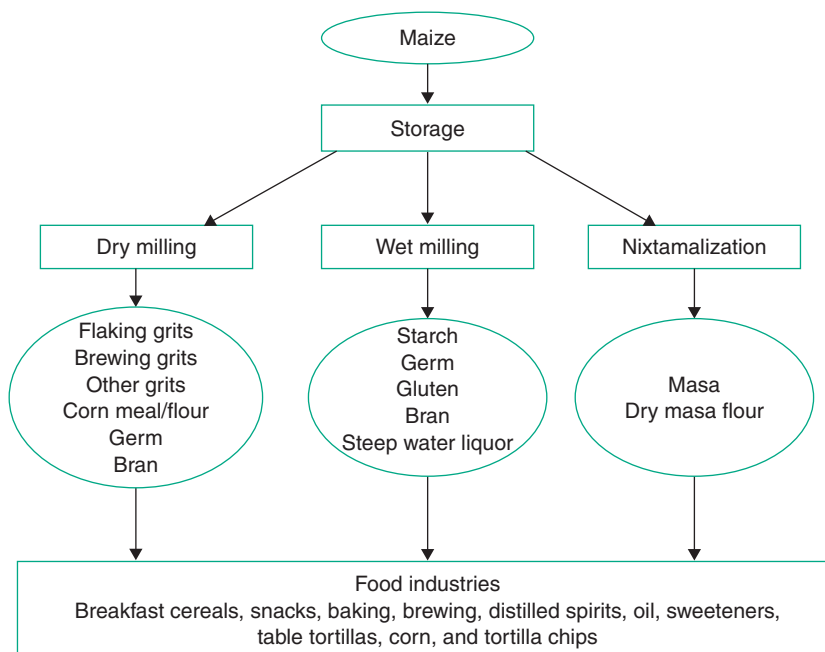 Maize
Storage
Dry milling
Wet milling
Nixtamalization
Flaking grits
Brewing grits
Other grits
Corn meal/flour
Germ
Bran
Starch
Germ
Gluten
Bran
Steep water liquor
Masa
Dry masa flour
Food industries
Breakfast cereals, snacks, baking, brewing, distilled spirits, oil, sweeteners,
table tortillas, corn, and tortilla chips